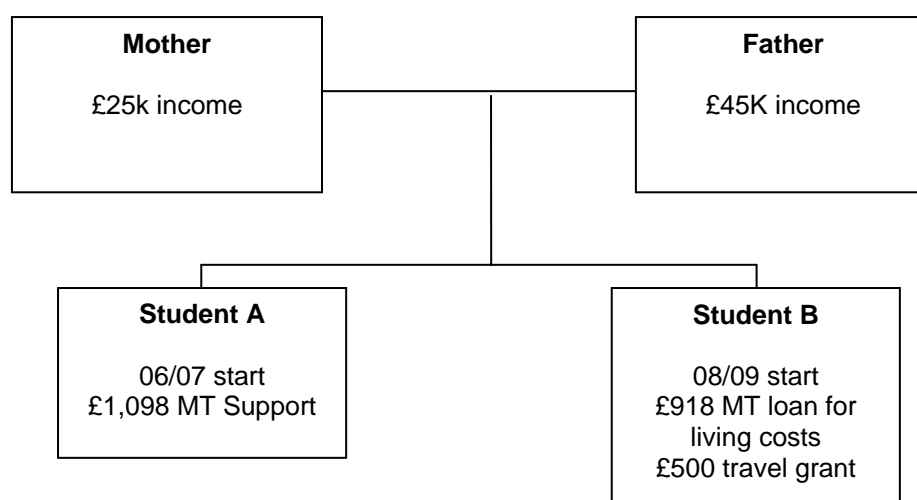 Mother
£25k income
Father
£45K income
Student A
06/07 start
£1,098 MT Support
Student B
08/09 start
£918 MT loan for
living costs
£500 travel grant